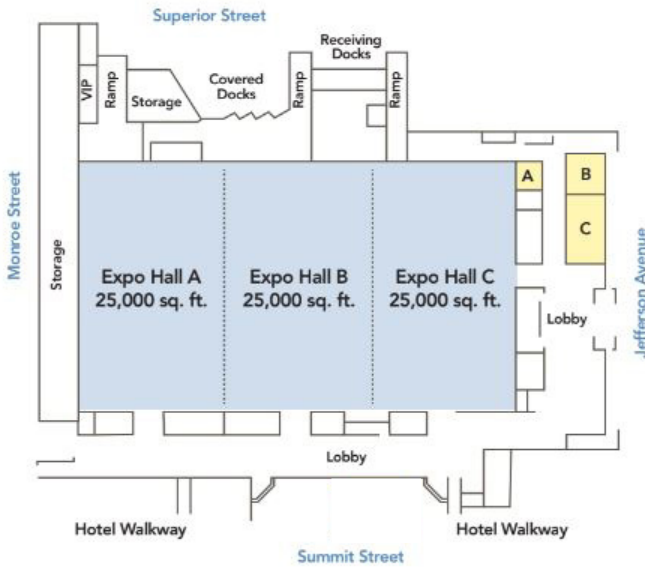 Superior Street
Receiving
Docks
VIP
Ramp
Storage
Covered
Docks
Ramp
Ramp
A
B
C
Monroe Street
Storage
Expo Hall A
25,000 sq. ft.
Expo Hall B
25,000 sq. ft.
Expo Hall C
25,000 sq. ft.
Lobby
Jefferson Avenue
Lobby
Hotel Walkway
Hotel Walkway
Summit Street